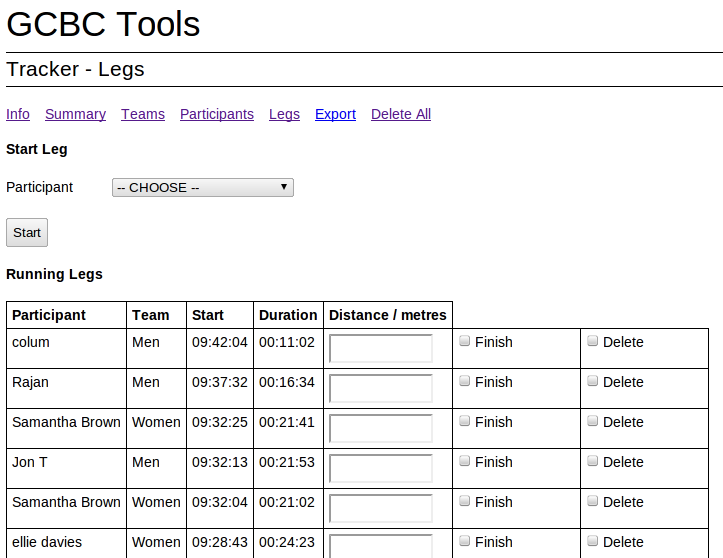 GCBC Tools
Tracker - Legs
Info Summary Teams Participants Legs Export Delete All
Start Leg
Participant -- CHOOSE --
Start
Running Legs
Participant Team Start Duration Distance / metres
colum Men 09:42:04 00:11:02 Finish Delete
Rajan Men 09:37:32 00:16:34 Finish Delete
Samantha Brown Women 09:32:25 00:21:41 Finish Delete
Jon T Men 09:32:13 00:21:53 Finish Delete
Samantha Brown Women 09:32:04 00:21:02 Finish Delete
ellie davies Women 09:28:43 00:24:23 Finish Delete